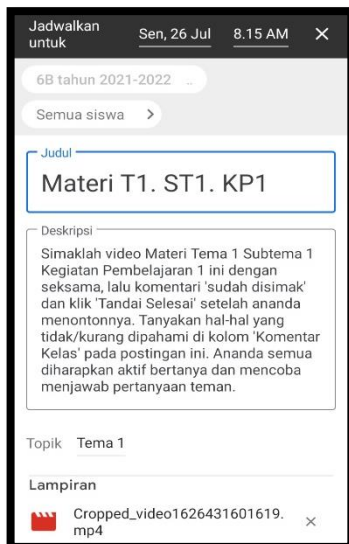 Jadwalkan
untuk
Sen, 26 Jul 8.15 AM
6B tahun 2021-2022 ..
Semua siswa
Judul
Materi T1. ST1. KP1
Deskripsi
Simaklah video Materi Tema 1 Subtema 1
Kegiatan Pembelajaran 1 ini dengan
seksama, lalu komentari 'sudah disimak'
dan klik 'Tandai Selesai' setelah ananda
menontonnya. Tanyakan hal-hal yang
tidak/kurang dipahami di kolom 'Komentar
Kelas' pada postingan ini. Ananda semua
diharapkan aktif bertanya dan mencoba
menjawab pertanyaan teman.
Topik Tema 1
Lampiran
Cropped_video1626431601619.
mp4